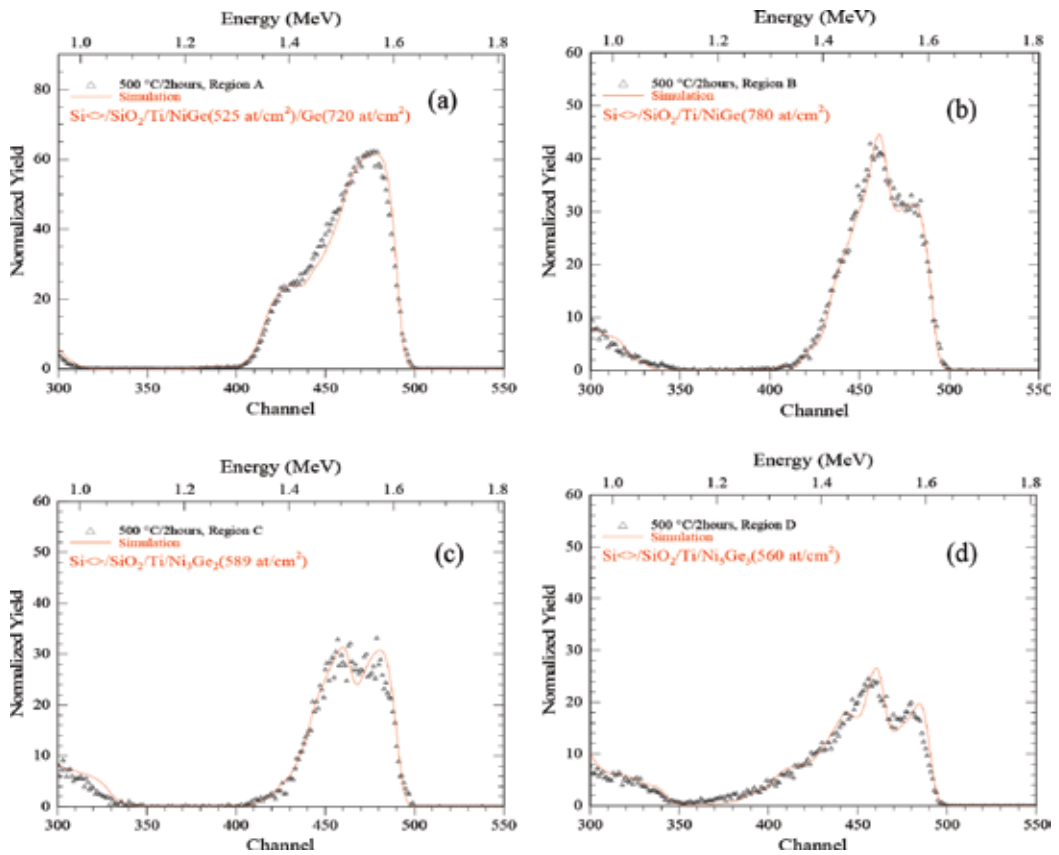 Energy (MeV)
1.0 1.2 1.4 1.6 1.8
500 °C/2hours, Region A
Simulation
Si<>/SiO2/Ti/NiGe(525 at/cm²)/Ge(720 at/cm²)
(a)
Normalized Yield
80
60
40
20
0
300 350 400 450 500 550
Channel
Energy (MeV)
1.0 1.2 1.4 1.6 1.8
500 °C/2hours, Region B
Simulation
Si<>/SiO2/Ti/NiGe(780 at/cm²)
(b)
Normalized Yield
60
50
40
30
20
10
0
300 350 400 450 500 550
Channel
Energy (MeV)
1.0 1.2 1.4 1.6 1.8
500 °C/2hours, Region C
Simulation
Si<>/SiO2/Ti/Ni3Ge2(589 at/cm²)
(c)
Normalized Yield
60
50
40
30
20
10
0
300 350 400 450 500 550
Channel
Energy (MeV)
1.0 1.2 1.4 1.6 1.8
500 °C/2hours, Region D
Simulation
Si<>/SiO2/Ti/Ni5Ge3(560 at/cm²)
(d)
Normalized Yield
60
50
40
30
20
10
0
300 350 400 450 500 550
Channel